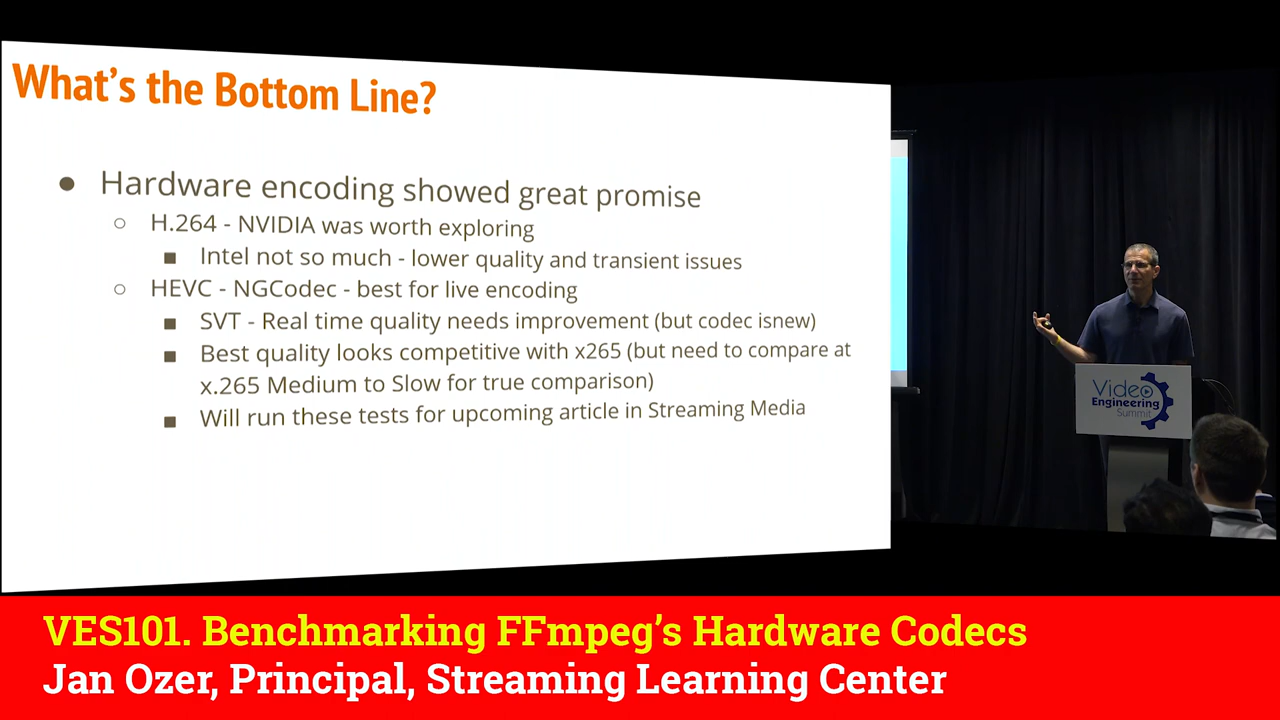 What's the Bottom Line?
● Hardware encoding showed great promise
○ H.264 - NVIDIA was worth exploring
■ Intel not so much - lower quality and transient issues
○ HEVC - NGCodec - best for live encoding
■ SVT - Real time quality needs improvement (but codec isnew)
■ Best quality looks competitive with x265 (but need to compare at
x.265 Medium to Slow for true comparison)
■ Will run these tests for upcoming article in Streaming Media
Video
Engineering
Summit
VES101. Benchmarking FFmpeg's Hardware Codecs
Jan Ozer, Principal, Streaming Learning Center